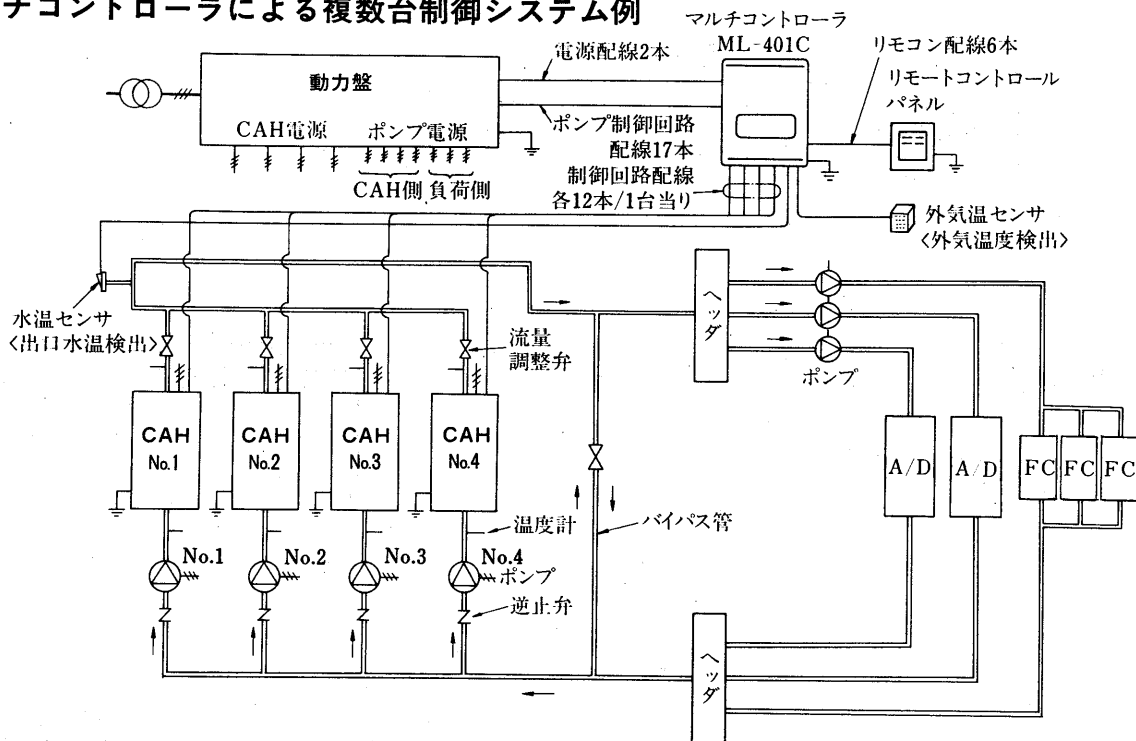 チコントローラによる複数台制御システム例
マルチコントローラ
ML-401C
電源配線2本
リモコン配線6本
リモートコントロール
パネル
動力盤
CAH電源
ポンプ電源
CAH側
負荷側
ポンプ制御回路
配線17本
制御回路配線
各12本/1台当り
外気温センサ
〈外気温度検出〉
水温センサ
〈出口水温検出〉
流量
調整弁
ヘッダ
ポンプ
CAH
No.1
CAH
No.2
CAH
No.3
CAH
No.4
A/D
A/D
FC
FC
FC
温度計
バイパス管
No.1
No.2
No.3
No.4
ポンプ
逆止弁
ヘッダ